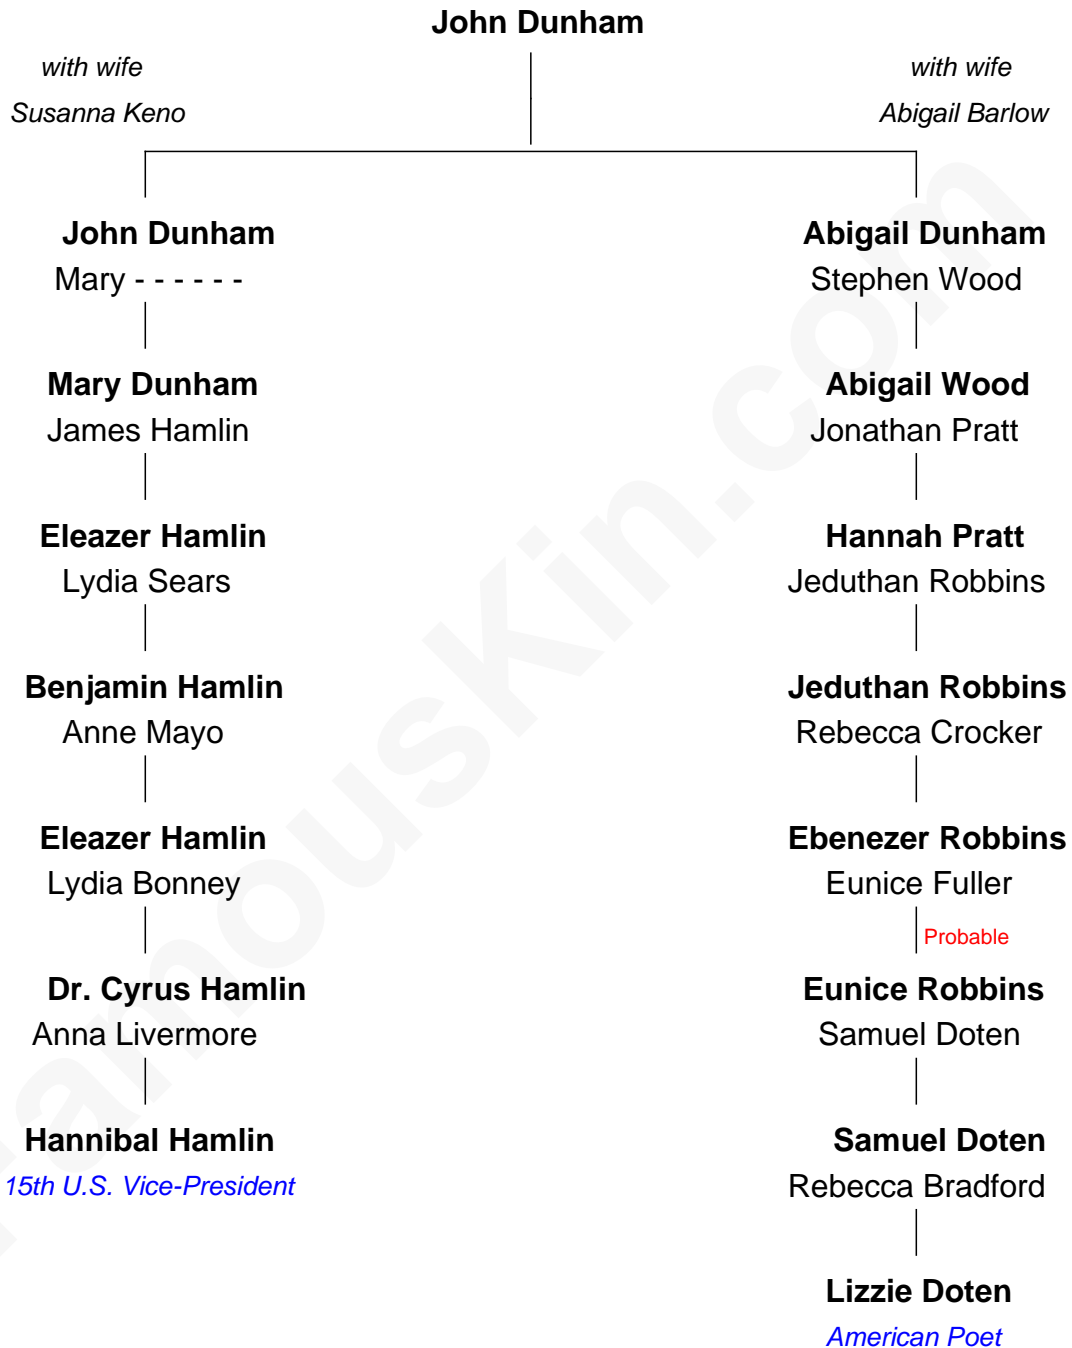 John Dunham
with wife
with wife
Susanna Keno
Abigail Barlow
John Dunham
Abigail Dunham
Mary - - - - - -
Stephen Wood
Mary Dunham
Abigail Wood
James Hamlin
Jonathan Pratt
Eleazer Hamlin
Hannah Pratt
Lydia Sears
Jeduthan Robbins
Benjamin Hamlin
Jeduthan Robbins
Anne Mayo
Rebecca Crocker
Eleazer Hamlin
Ebenezer Robbins
Lydia Bonney
Eunice Fuller
Probable
Dr. Cyrus Hamlin
Eunice Robbins
Anna Livermore
Samuel Doten
Hannibal Hamlin
Samuel Doten
15th U.S. Vice-President
Rebecca Bradford
Lizzie Doten
American Poet
FamousKin.com